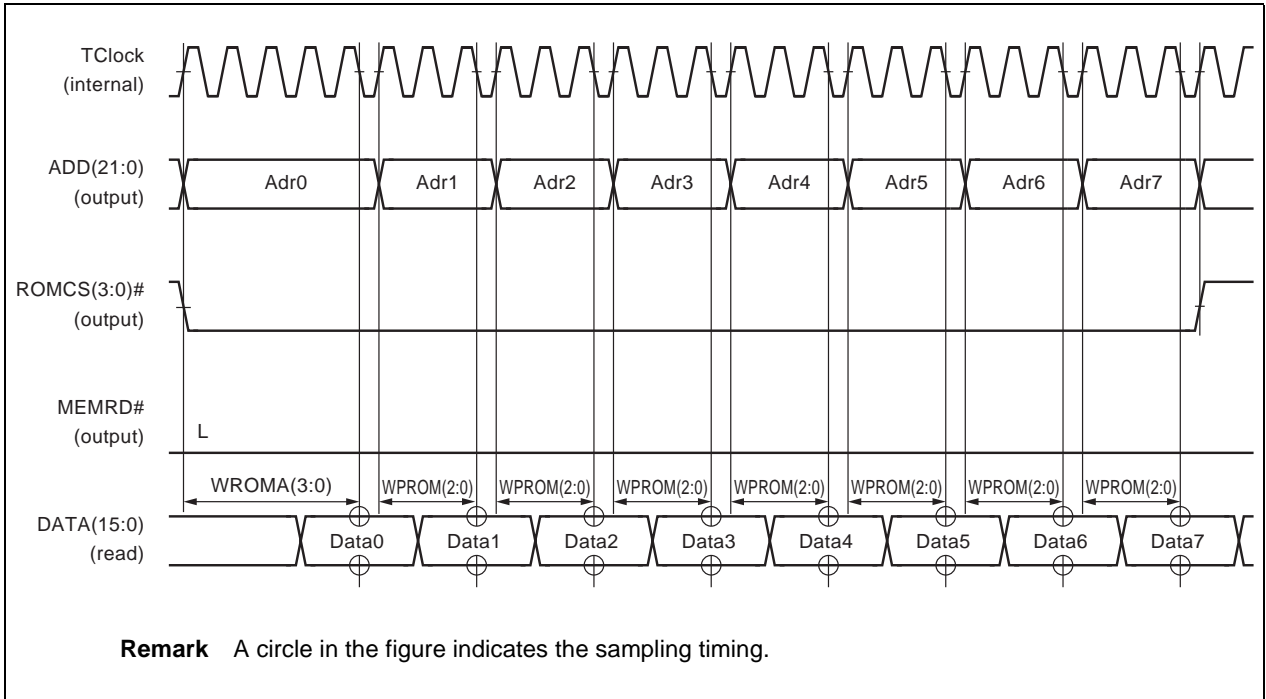 TClock
(internal)
ADD(21:0)
(output)
Adr0 Adr1 Adr2 Adr3 Adr4 Adr5 Adr6 Adr7
ROMCS(3:0)#
(output)
MEMRD#
(output)
L
WROMA(3:0) WPROM(2:0) WPROM(2:0) WPROM(2:0) WPROM(2:0) WPROM(2:0) WPROM(2:0) WPROM(2:0)
DATA(15:0)
(read)
Data0 Data1 Data2 Data3 Data4 Data5 Data6 Data7
Remark A circle in the figure indicates the sampling timing.